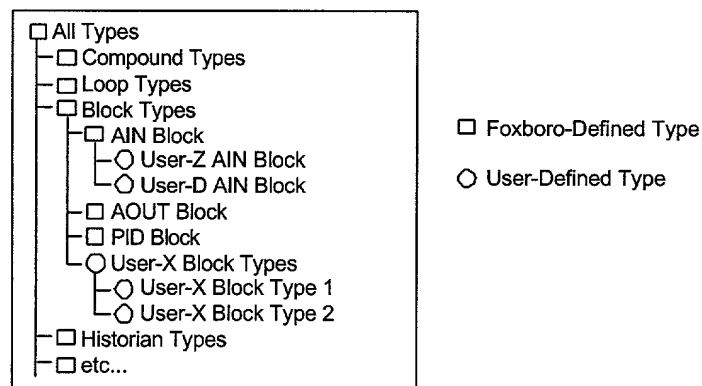 All Types
Compound Types
Loop Types
Block Types
AIN Block
User-Z AIN Block
User-D AIN Block
AOUT Block
PID Block
User-X Block Types
User-X Block Type 1
User-X Block Type 2
Historian Types
etc...
Foxboro-Defined Type
User-Defined Type